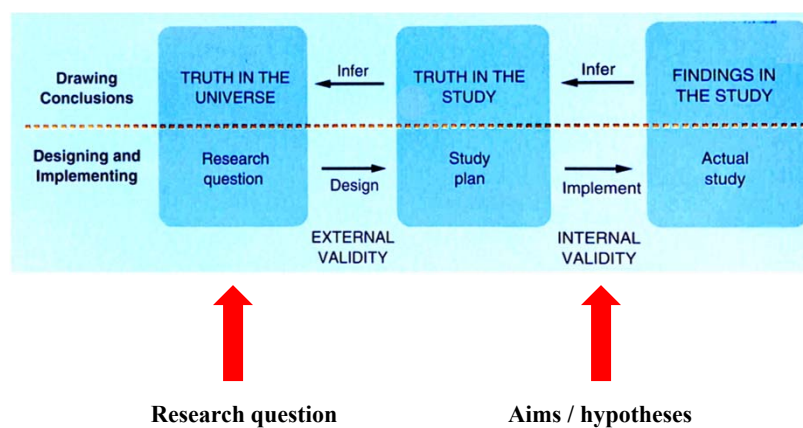 Drawing
Conclusions
TRUTH IN THE
UNIVERSE
Infer
TRUTH IN THE
STUDY
Infer
FINDINGS IN
THE STUDY
Designing and
Implementing
Research
question
Design
Study
plan
Implement
Actual
study
EXTERNAL
VALIDITY
INTERNAL
VALIDITY
Research question
Aims / hypotheses